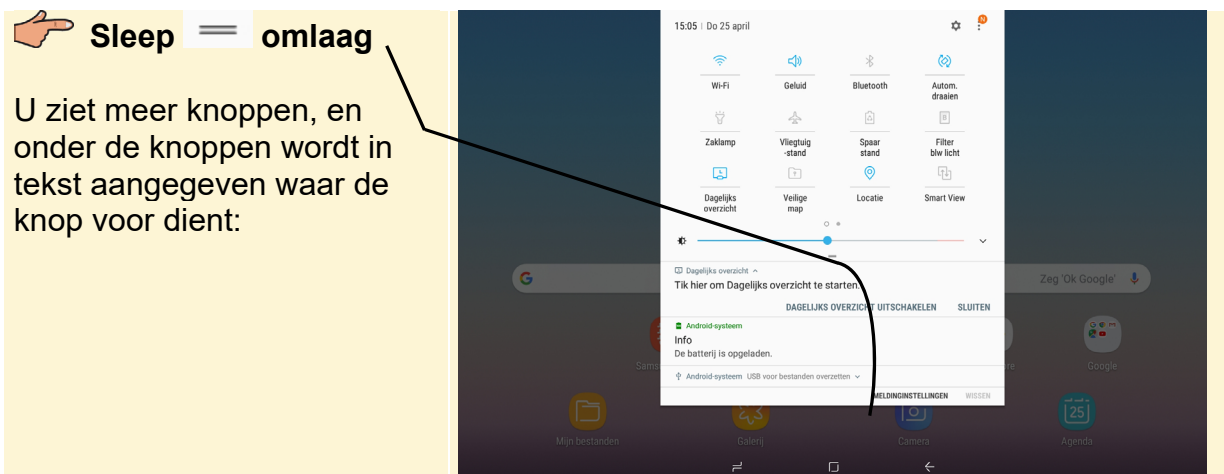 Sleep omlaag
U ziet meer knoppen, en
onder de knoppen wordt in
tekst aangegeven waar de
knop voor dient:
15:05 | Do 25 april
N
Wi-Fi Geluid Bluetooth Autom.
draaien
Zaklamp Vliegtuig Spaar Filter
-stand stand blw licht
Dagelijks Veilige Locatie Smart View
overzicht map
Dagelijks overzicht
Tik hier om Dagelijks overzicht te starten.
DAGELIJKS OVERZICHT UITSCHAKELEN SLUITEN
Android-systeem
Info
De batterij is opgeladen.
Android-systeem USB voor bestanden overzetten
MELDINGINSTELLINGEN WISSEN
G Zeg 'Ok Google'
Sams re Google
25
Mijn bestanden Galerij Camera Agenda